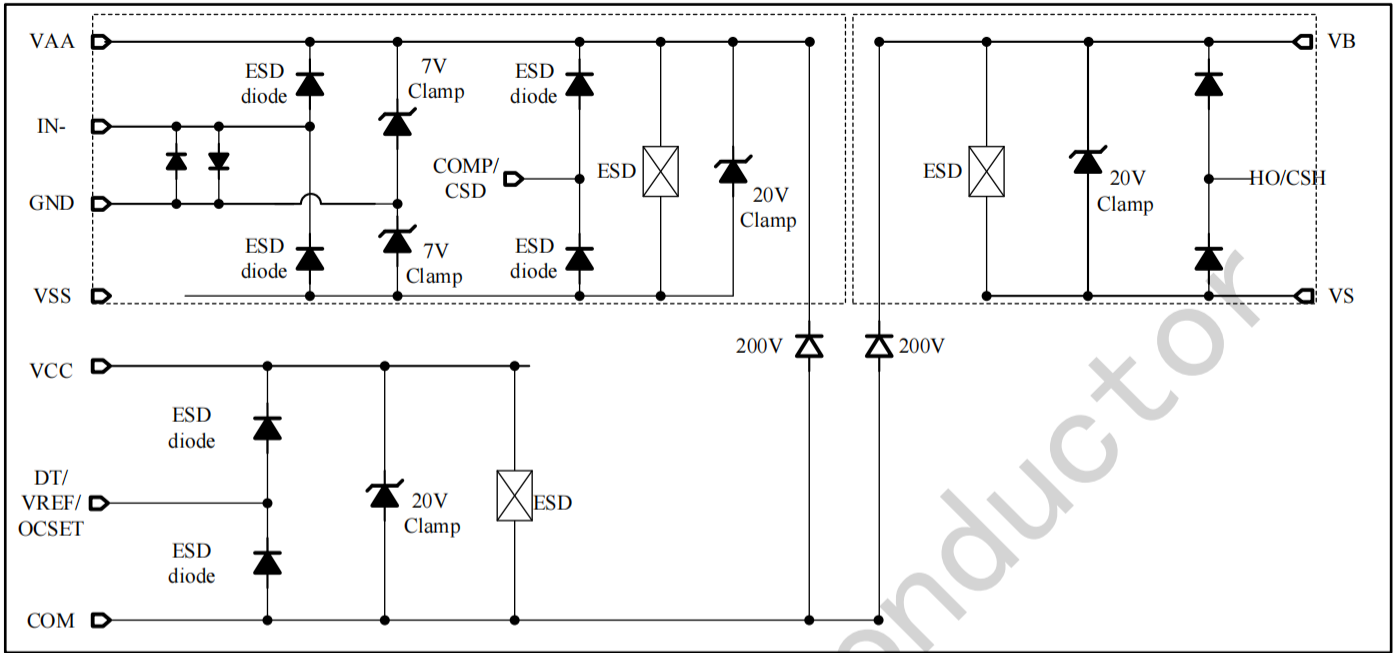 VAA
VB
ESD
diode
7V
Clamp
ESD
diode
IN-
COMP/
CSD
ESD
20V
Clamp
ESD
20V
Clamp
HO/CSH
GND
ESD
diode
7V
Clamp
ESD
diode
VSS
VS
200V
200V
VCC
ESD
diode
DT/
VREF/
OCSET
20V
Clamp
ESD
ESD
diode
COM
onductor